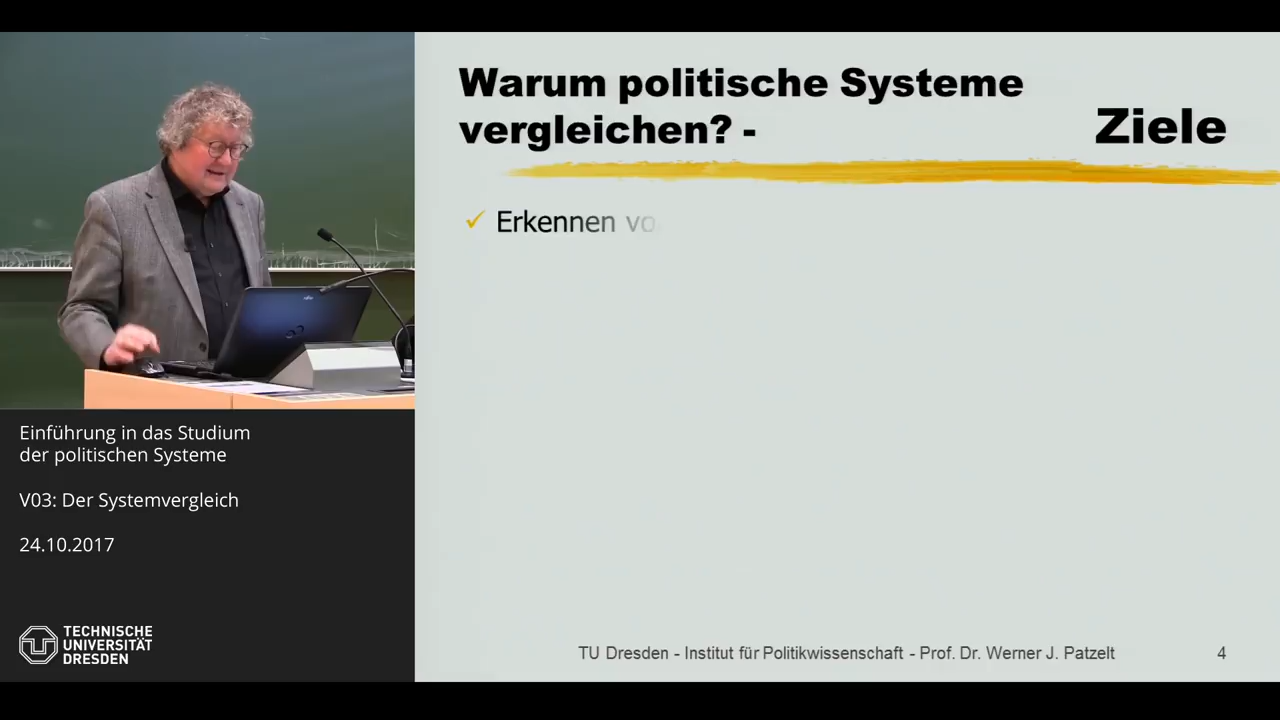 Warum politische Systeme
vergleichen? -
Ziele
✓ Erkennen vo
Einführung in das Studium
der politischen Systeme
V03: Der Systemvergleich
24.10.2017
TECHNISCHE
UNIVERSITÄT
DRESDEN
TU Dresden - Institut für Politikwissenschaft - Prof. Dr. Werner J. Patzelt
4